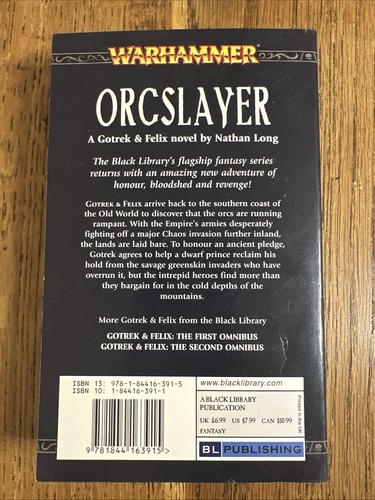 WARHAMMER
ORCSLAYER
A Gotrek & Felix novel by Nathan Long
The Black Library's flagship fantasy series
returns with an amazing new adventure of
honour, bloodshed and revenge!
GOTREK & FELIX arrive back to the southern coast of
the Old World to discover that the orcs are running
rampant. With the Empire's armies desperately
fighting off a major Chaos invasion further inland,
the lands are laid bare. To honour an ancient pledge,
Gotrek agrees to help a dwarf prince reclaim his
hold from the savage greenskin invaders who have
overrun it, but the intrepid heroes find more than
they bargain for in the cold depths of the
mountains.
More Gotrek & Felix from the Black Library
GOTREK & FELIX: THE FIRST OMNIBUS
GOTREK & FELIX: THE SECOND OMNIBUS
ISBN 13: 978-1-84416-391-5
ISBN 10: 1-84416-391-1
9 781844 163915 >
www.blacklibrary.com
A BLACK LIBRARY
PUBLICATION
UK £6.99 US $7.99 CAN $10.99
FANTASY
Printed in the UK
BL PUBLISHING